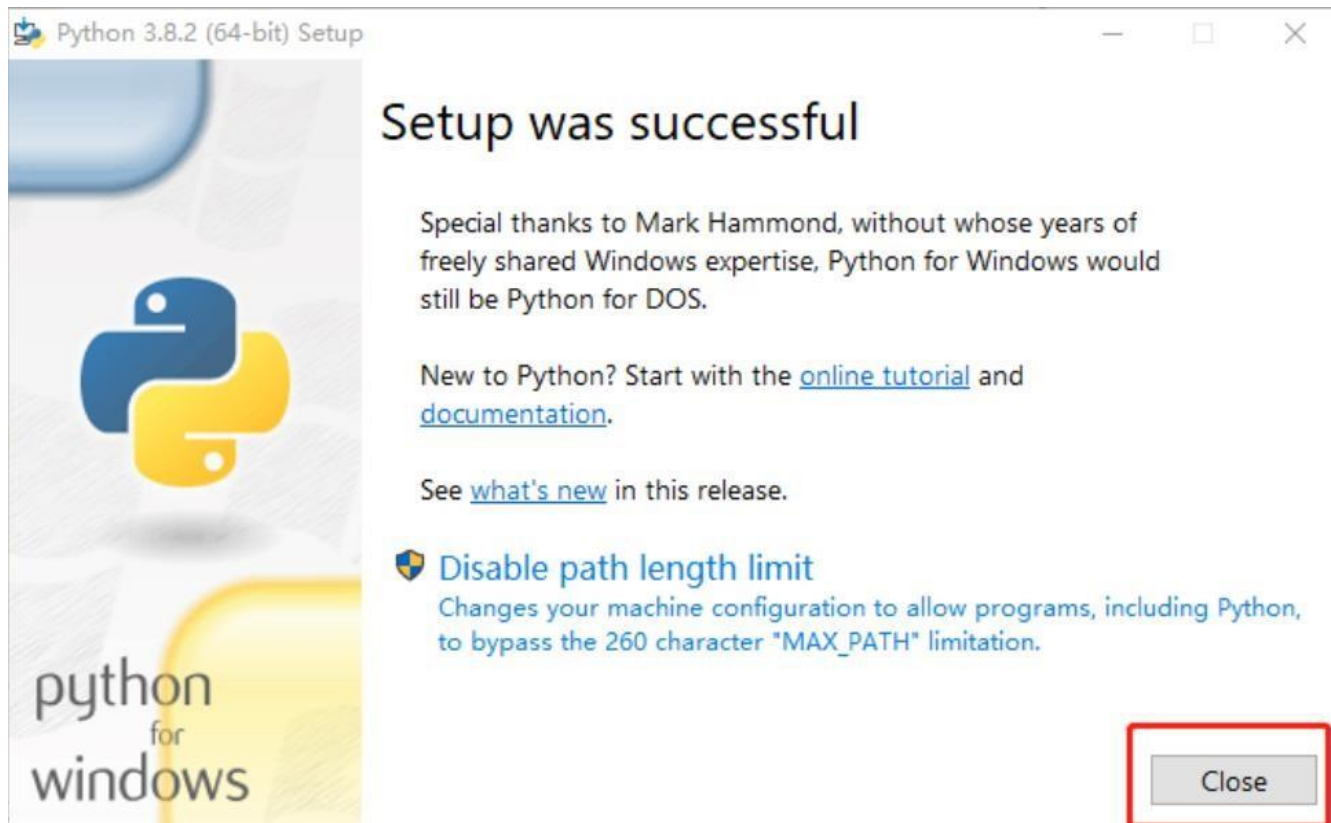 Python 3.8.2 (64-bit) Setup
Setup was successful
Special thanks to Mark Hammond, without whose years of
freely shared Windows expertise, Python for Windows would
still be Python for DOS.
New to Python? Start with the online tutorial and
documentation.
See what's new in this release.
Disable path length limit
Changes your machine configuration to allow programs, including Python,
to bypass the 260 character "MAX_PATH" limitation.
python
for
windows
Close